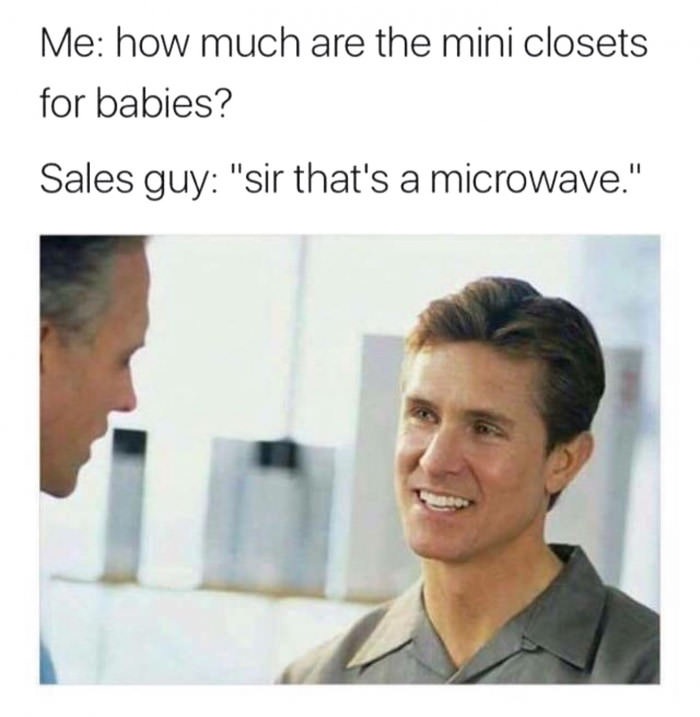 Me: how much are the mini closets
for babies?
Sales guy: "sir that's a microwave."